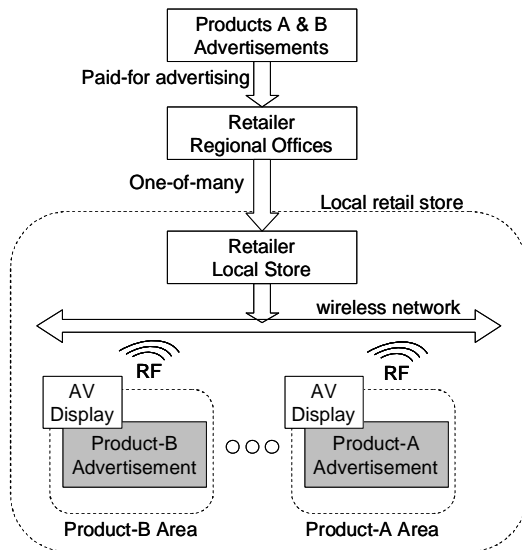 Products A & B
Advertisements
Paid-for advertising
Retailer
Regional Offices
One-of-many
Local retail store
Retailer
Local Store
wireless network
RF
RF
AV
Display
Product-B
Advertisement
Product-B Area
AV
Display
Product-A
Advertisement
Product-A Area